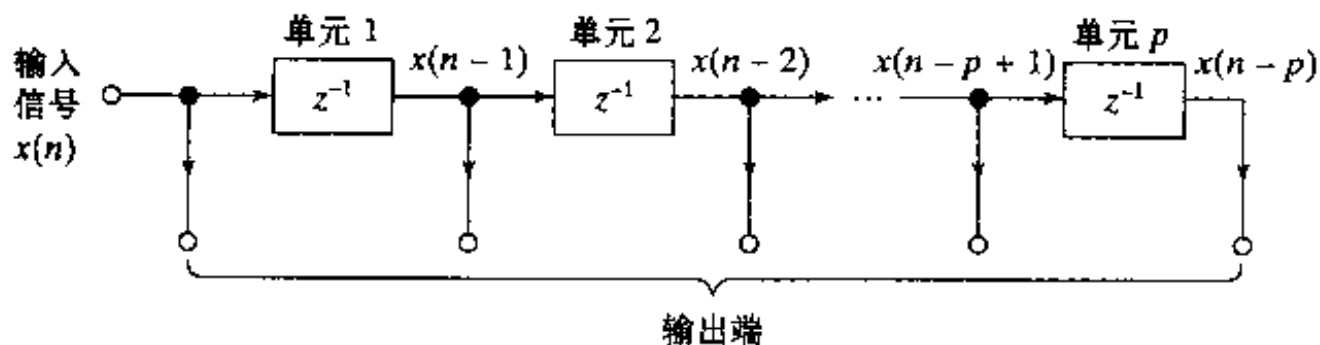 输入
信号
x(n)
单元 1
z⁻¹
x(n − 1)
单元 2
z⁻¹
x(n − 2)
...
x(n − p + 1)
单元 p
z⁻¹
x(n − p)
输出端